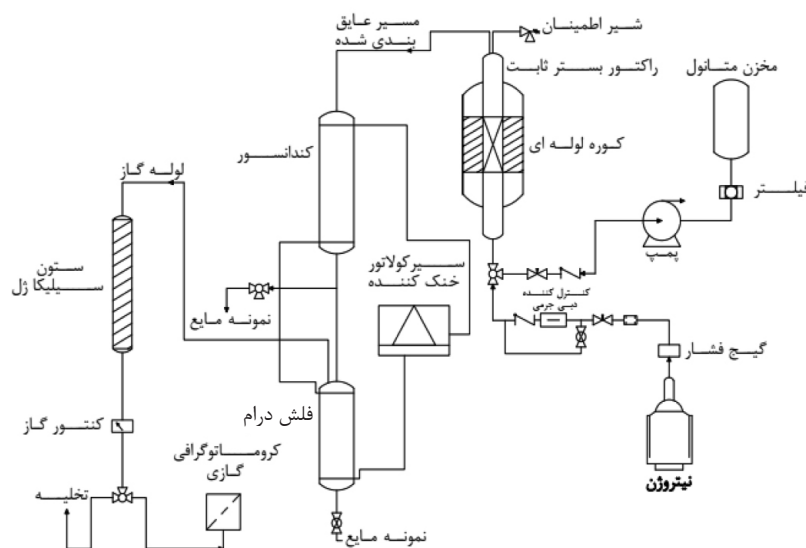 مسیر عایق
بندی شده
شیر اطمینان
راکتور بستر ثابت
مخزن متانول
کوره لوله ای
کندانسور
لوله گاز
فیلتر
پمپ
ستون
سیلیکا ژل
سیرکولاتور
خنک کننده
نمونه مایع
کنترل کننده
دبی جرمی
گیج فشار
فلش درام
کنتور گاز
کروماتوگرافی
گازی
نیتروژن
تخلیه
نمونه مایع